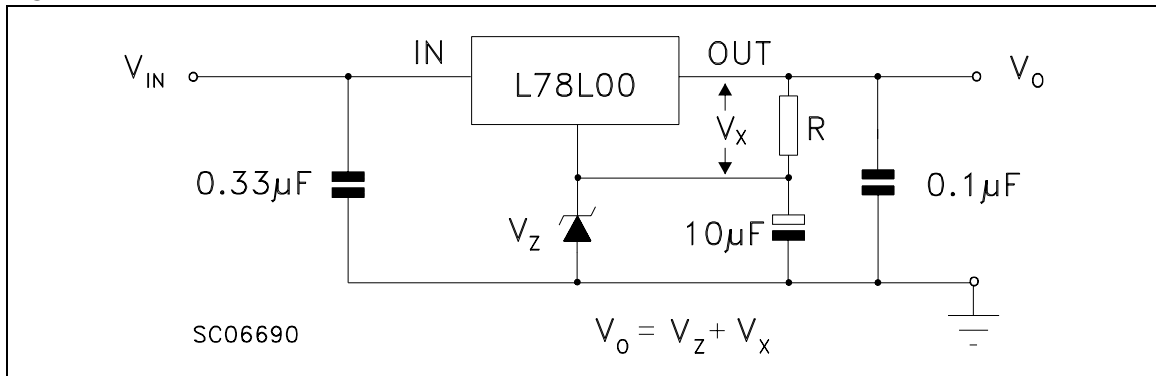 V_IN
IN
L78L00
OUT
V_O
V_X
R
0.33µF
0.1µF
V_Z
10µF
SC06690
V_O = V_Z + V_X